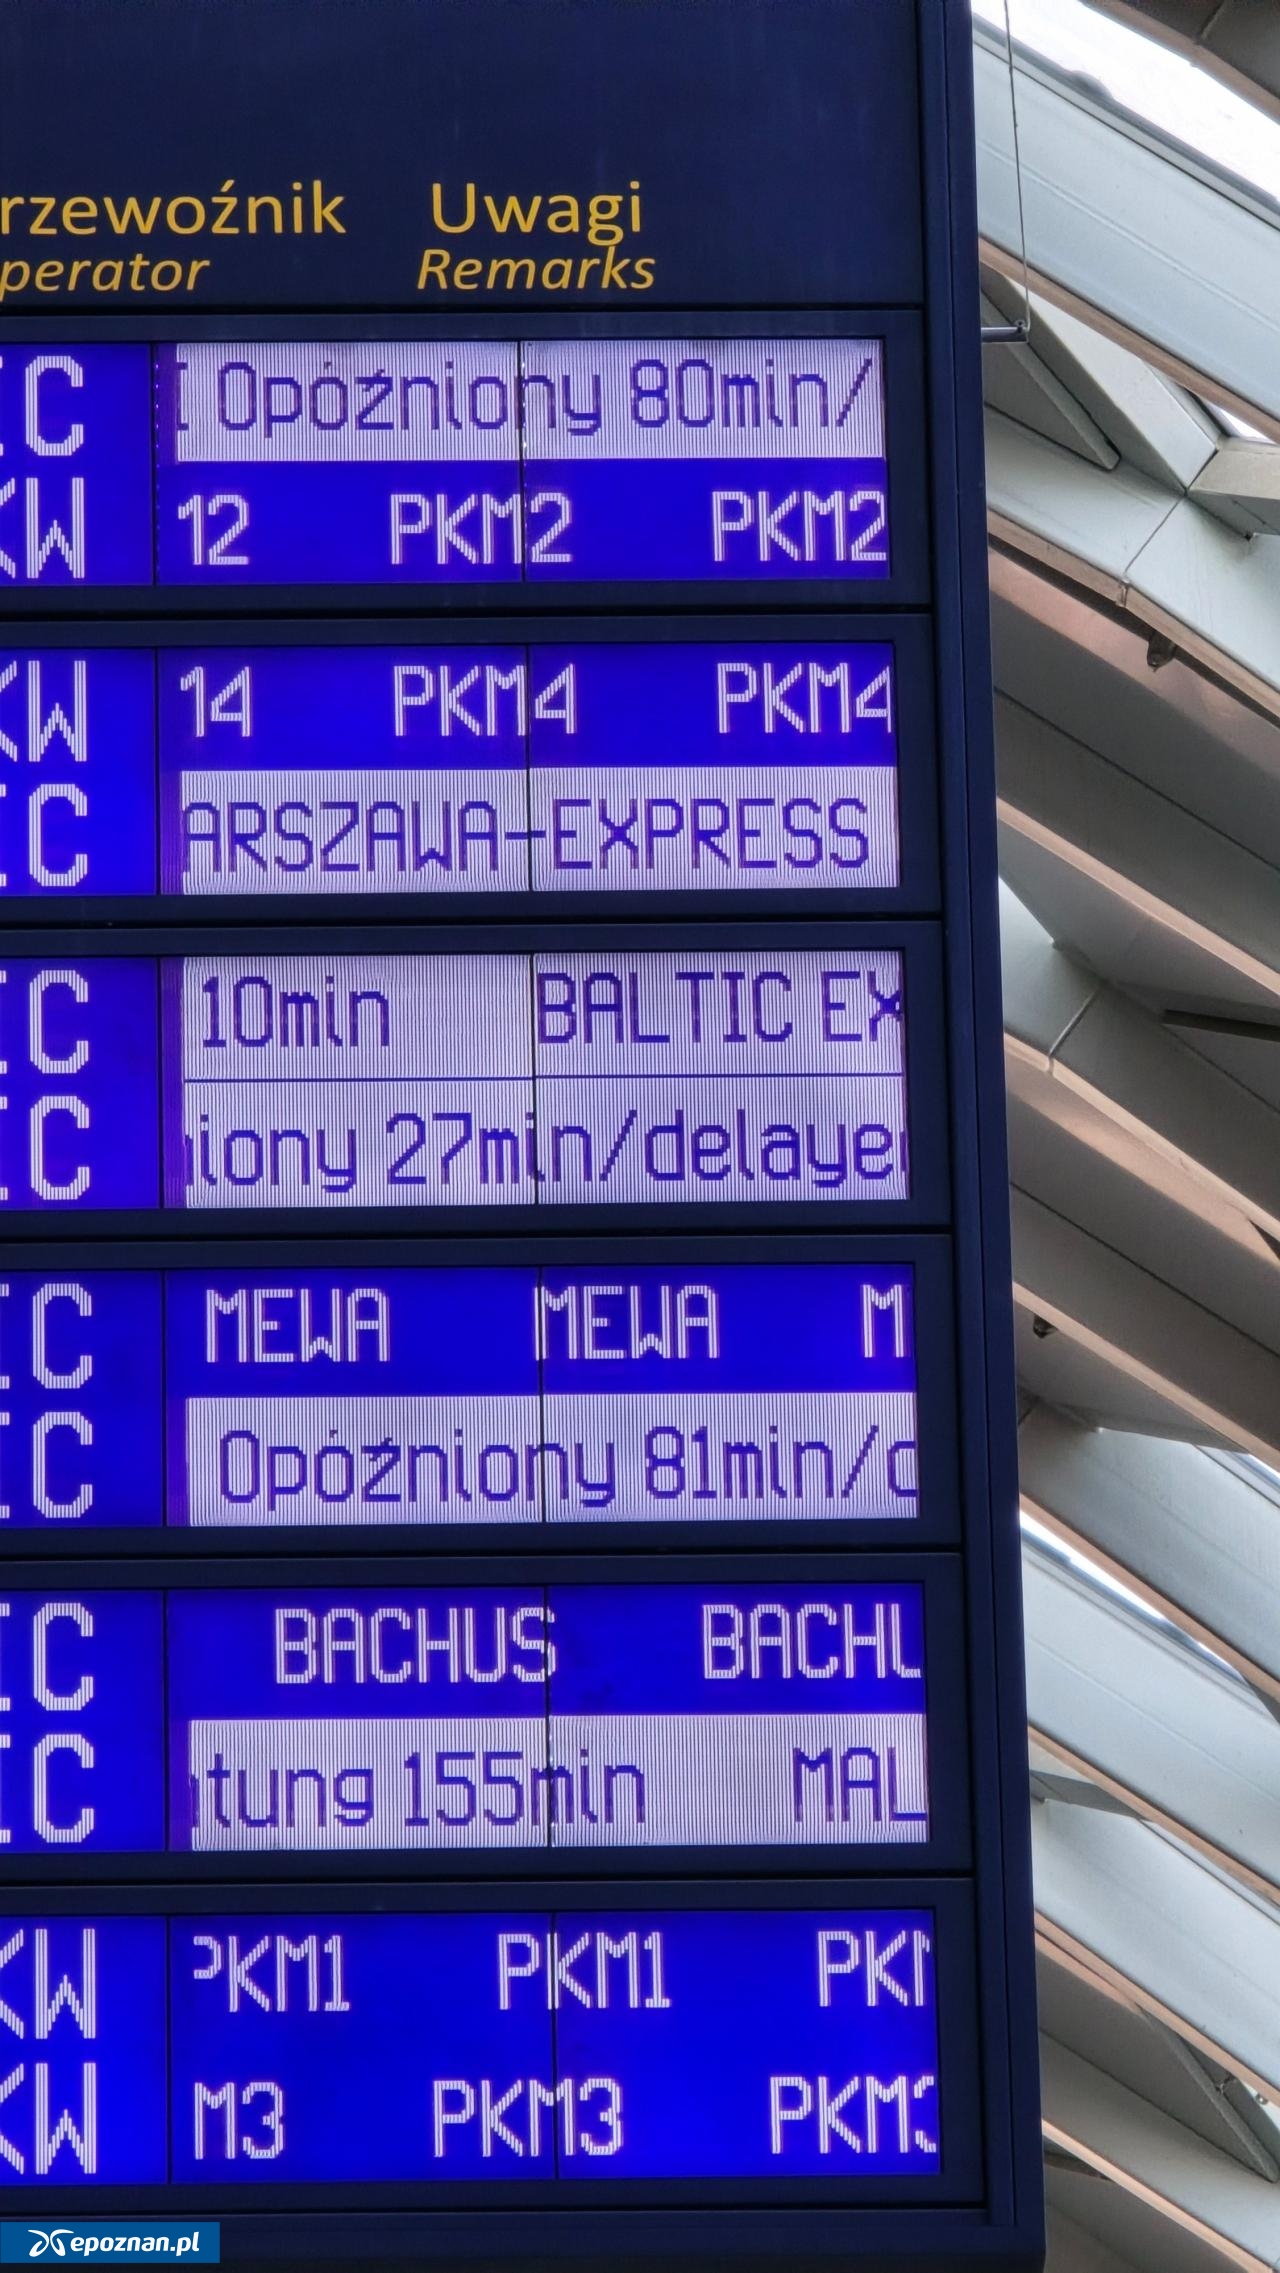 rzewoźnik Uwagi
perator Remarks
IC Opóźniony 80min/
KW 12 PKM2 PKM2
KW 14 PKM4 PKM4
IC ARSZAWA-EXPRESS
IC 10min BALTIC EX
IC iony 27min/delaye
IC MEWA MEWA M
IC Opóźniony 81min/d
IC BACHUS BACHU
IC tung 155min MAL
KW PKM1 PKM1 PKM
KW M3 PKM3 PKM3
epoznan.pl